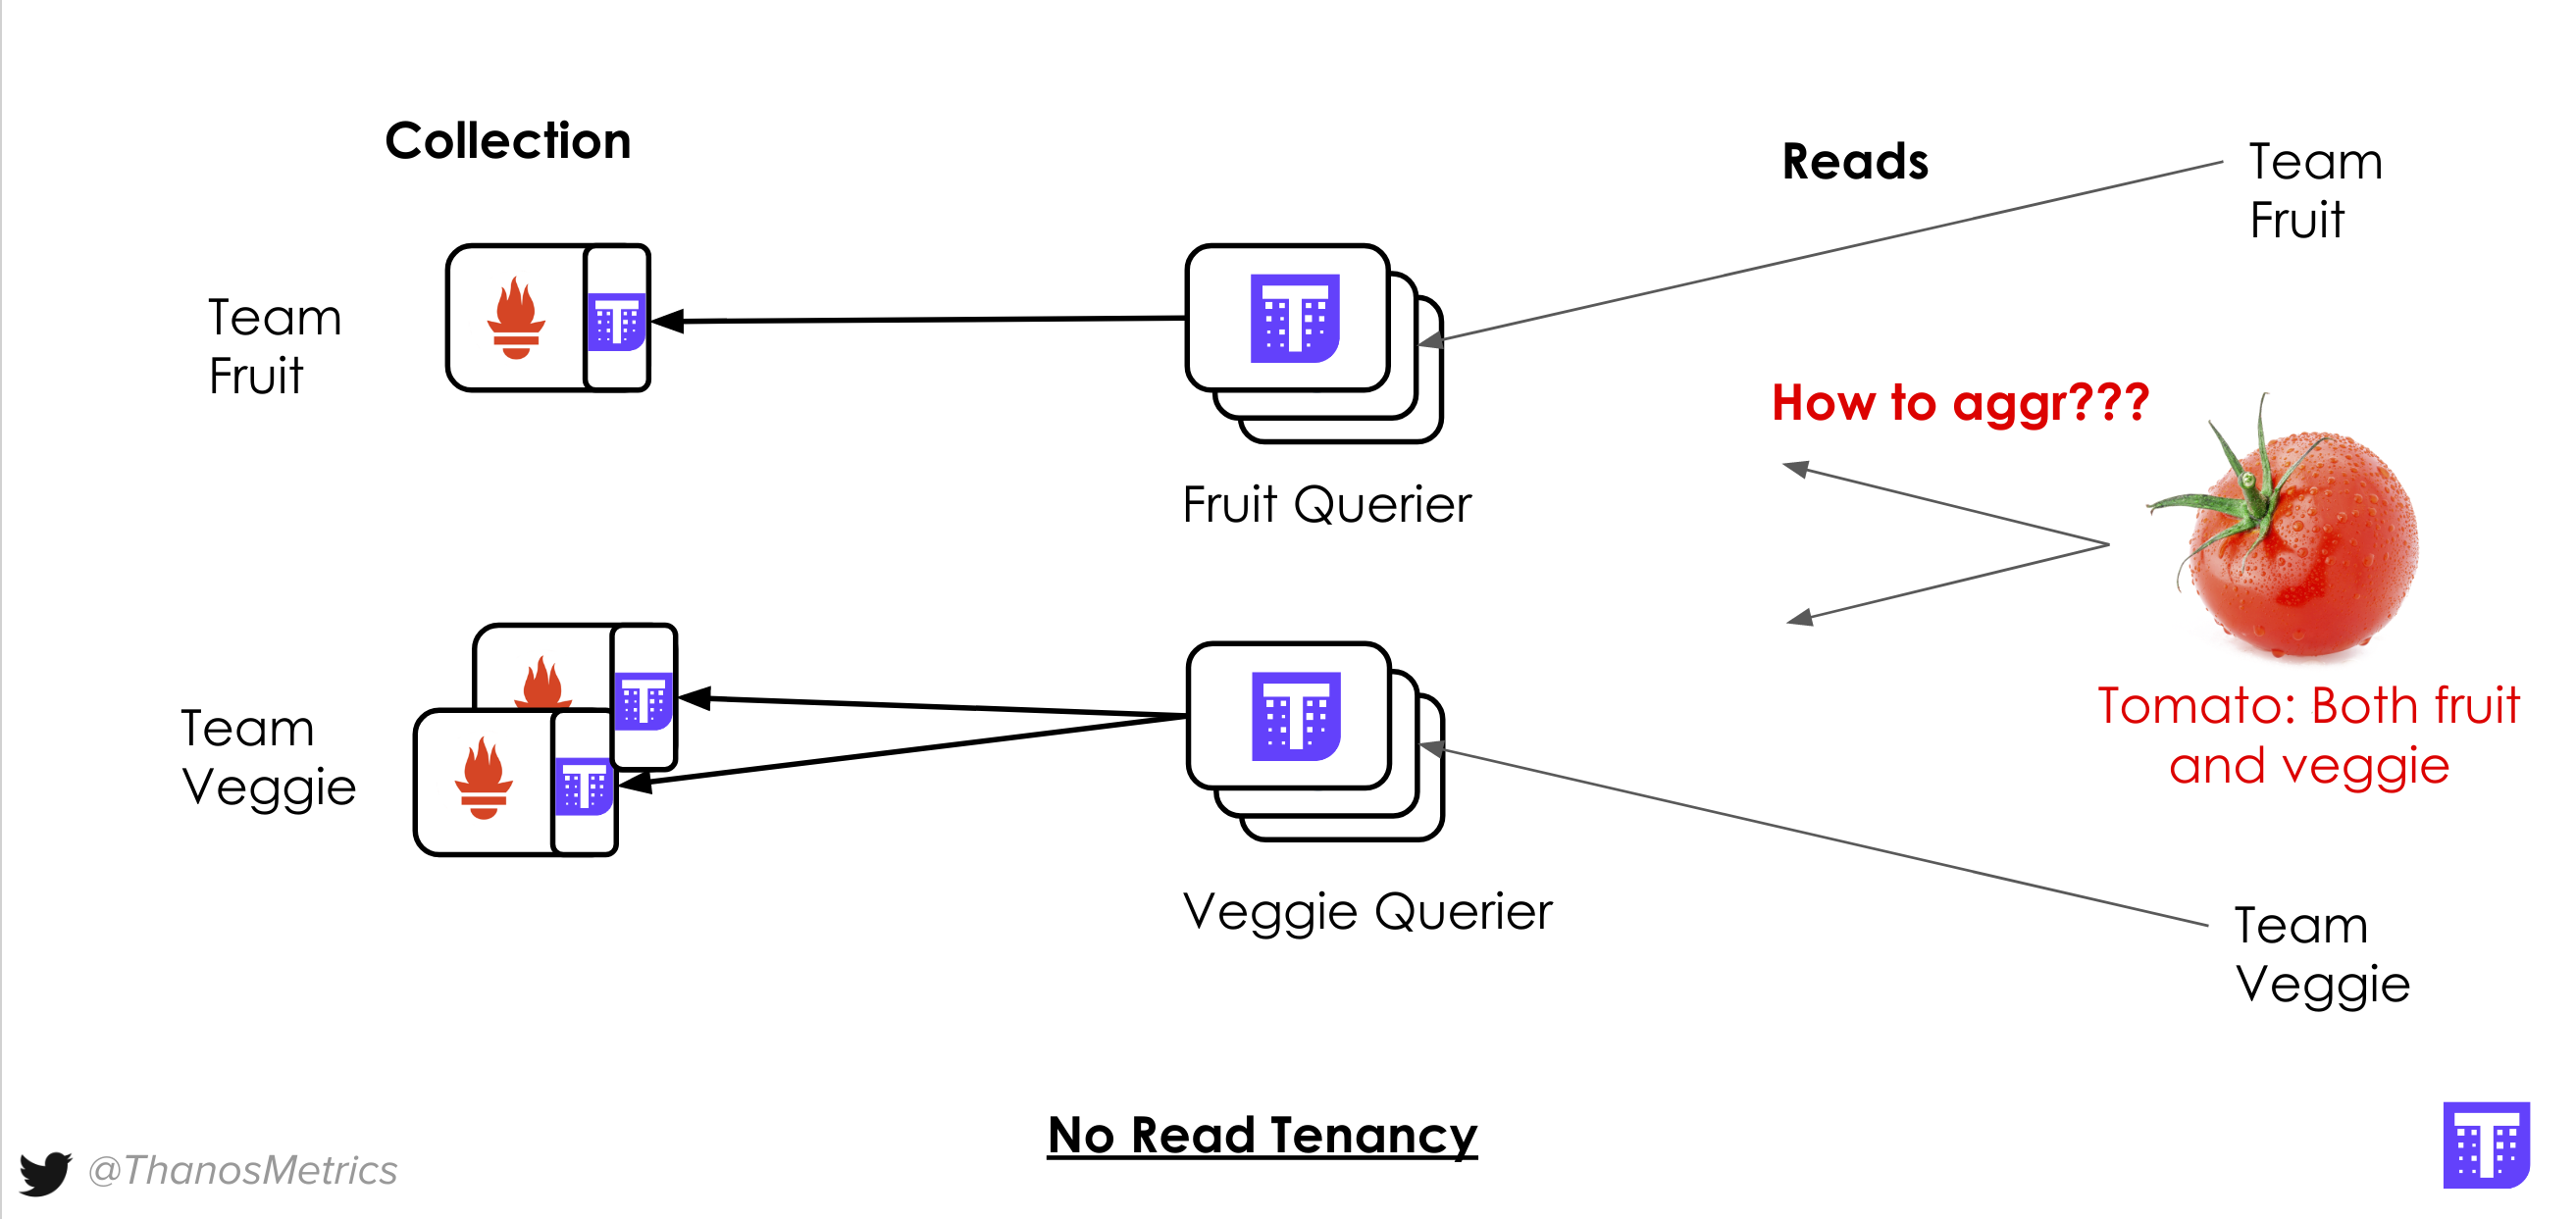 Collection
Reads
Team
Fruit
Team
Fruit
How to aggr???
Fruit Querier
Tomato: Both fruit
and veggie
Team
Veggie
Veggie Querier
Team
Veggie
No Read Tenancy
@ThanosMetrics